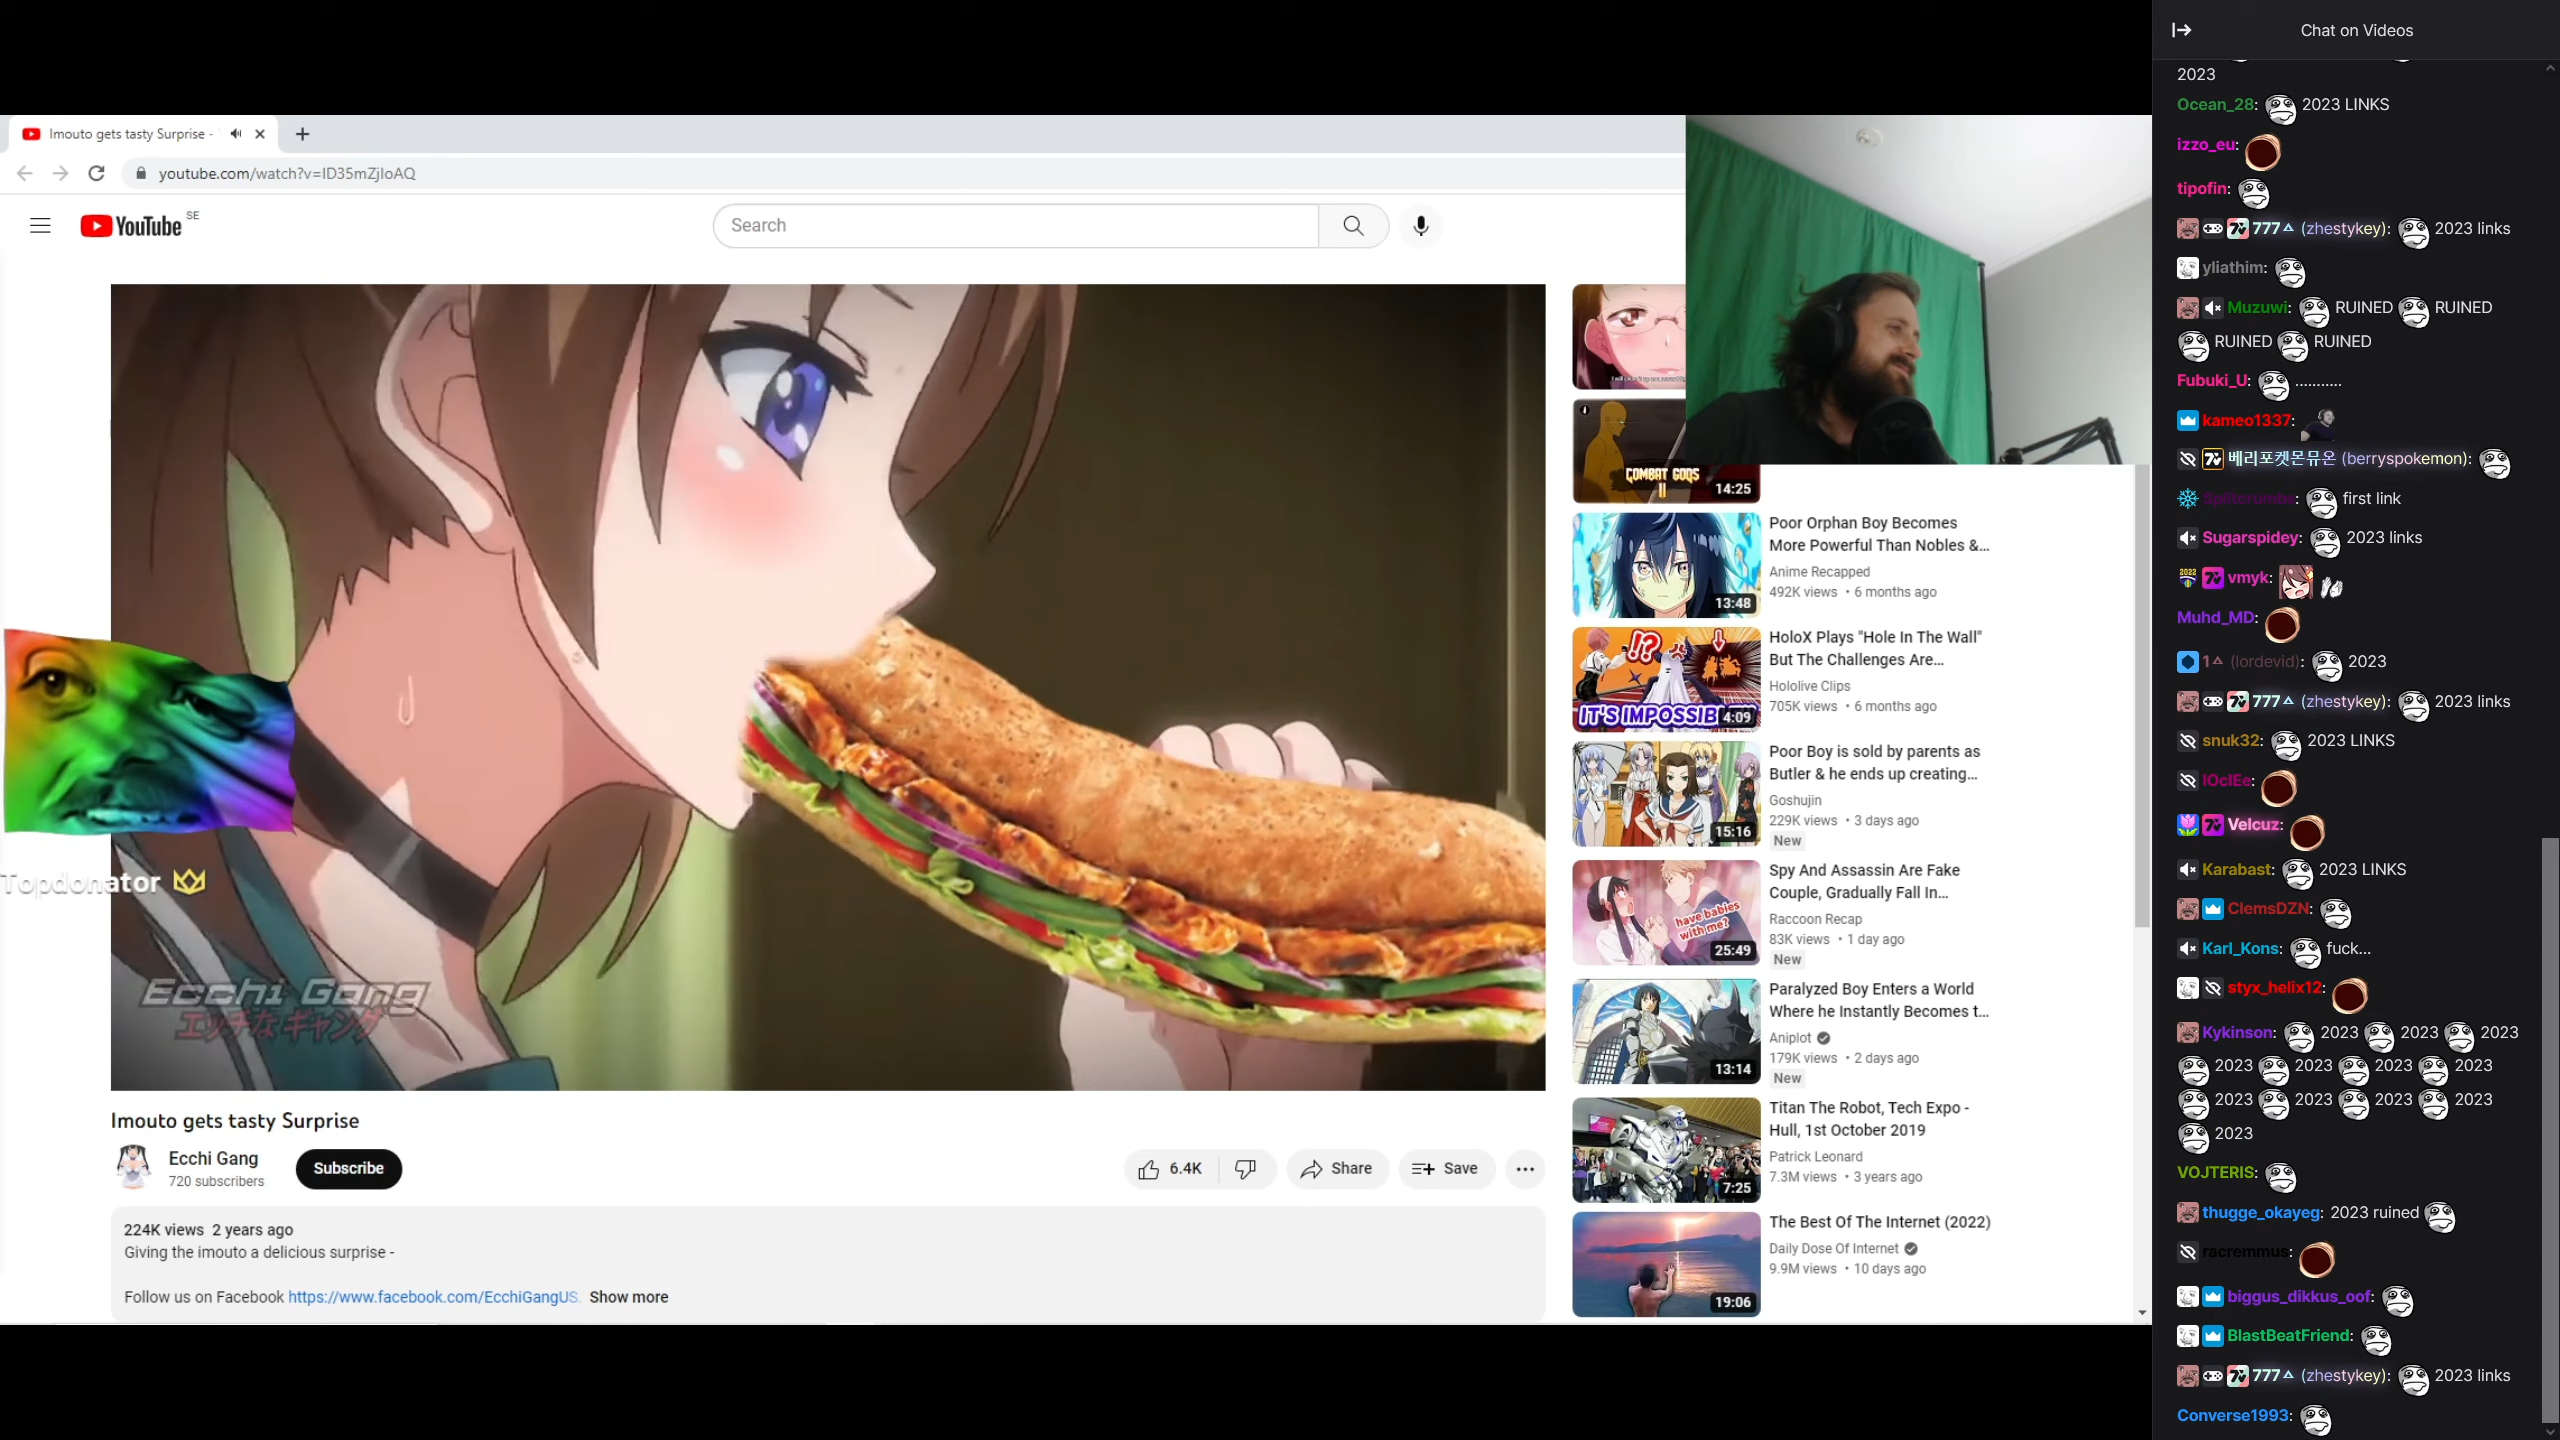 Imouto gets tasty Surprise -
youtube.com/watch?v=ID35mZjloAQ
YouTube SE
Search
Ecchi Gang
エッチな ギャング
Topdonator
Imouto gets tasty Surprise
Ecchi Gang
720 subscribers
Subscribe
6.4K
Share
Save
224K views 2 years ago
Giving the imouto a delicious surprise -
Follow us on Facebook https://www.facebook.com/EcchiGangUS. Show more
COMBAT GODS
II
14:25
13:48
Poor Orphan Boy Becomes
More Powerful Than Nobles &...
Anime Recapped
492K views • 6 months ago
!?
IT'S IMPOSSIB
4:09
HoloX Plays "Hole In The Wall"
But The Challenges Are...
Hololive Clips
705K views • 6 months ago
15:16
Poor Boy is sold by parents as
Butler & he ends up creating...
Goshujin
229K views • 3 days ago
New
have babies
with me?
25:49
Spy And Assassin Are Fake
Couple, Gradually Fall In...
Raccoon Recap
83K views • 1 day ago
New
13:14
Paralyzed Boy Enters a World
Where he Instantly Becomes t...
Aniplot
179K views • 2 days ago
New
7:25
Titan The Robot, Tech Expo -
Hull, 1st October 2019
Patrick Leonard
7.3M views • 3 years ago
19:06
The Best Of The Internet (2022)
Daily Dose Of Internet
9.9M views • 10 days ago
Chat on Videos
2023
Ocean_28: 2023 LINKS
izzo_eu:
tipofin:
777 (zhestykey): 2023 links
yliathim:
Muzuwi: RUINED RUINED
RUINED RUINED
Fubuki_U: ...........
kameo1337:
베리포켓몬뮤온 (berryspokemon):
Splitcrumbs: first link
Sugarspidey: 2023 links
vmyk:
Muhd_MD:
1 (lordevid): 2023
777 (zhestykey): 2023 links
snuk32: 2023 LINKS
Velcuz:
Karabast: 2023 LINKS
ClemsDZN:
Karl_Kons: fuck...
styx_helix12:
Kykinson: 2023 2023 2023
2023 2023 2023 2023
2023 2023 2023 2023
2023
VOJTERIS:
thugge_okayeg: 2023 ruined
racremmus:
biggus_dikkus_oof:
BlastBeatFriend:
777 (zhestykey): 2023 links
Converse1993: